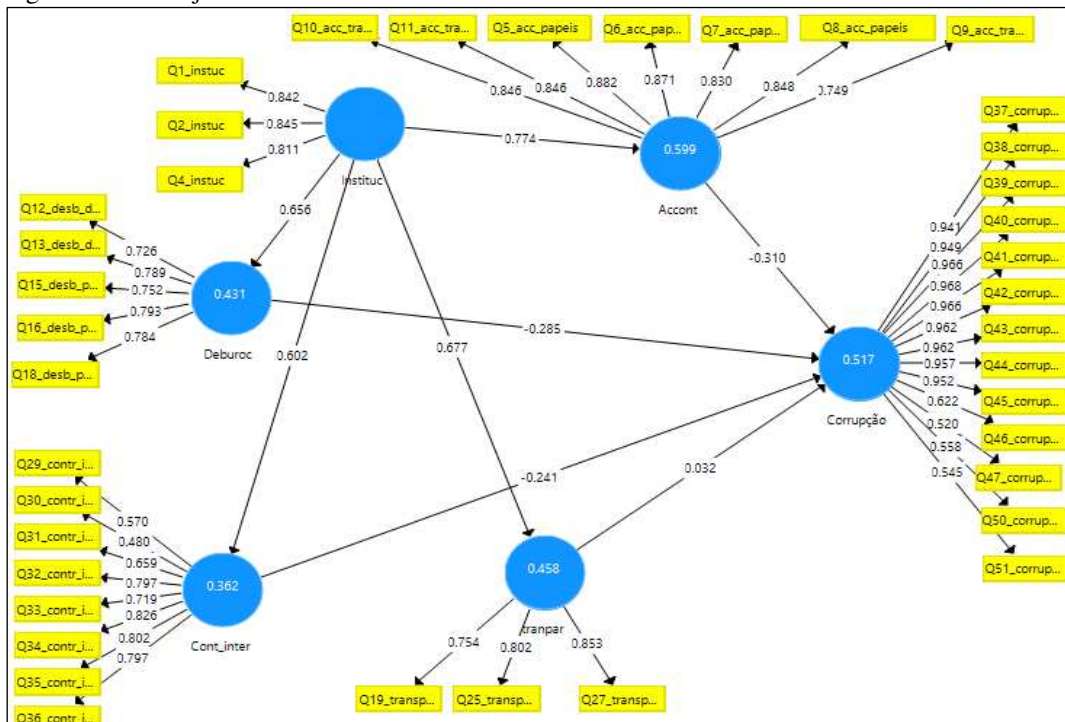 Q10_acc_tra...
Q11_acc_tra...
Q5_acc_papeis
Q6_acc_pap...
Q7_acc_pap...
Q8_acc_papeis
Q9_acc_tra...
0.846
0.846
0.882
0.871
0.830
0.848
0.749
Q1_instuc
Q2_instuc
Q4_instuc
0.842
0.845
0.811
Instituc
0.774
0.599
Accont
0.656
0.602
0.677
-0.310
Q12_desb_d...
Q13_desb_d...
Q15_desb_p...
Q16_desb_p...
Q18_desb_p...
0.726
0.789
0.752
0.793
0.784
0.431
Deburoc
-0.285
Q37_corrup...
Q38_corrup...
Q39_corrup...
Q40_corrup...
Q41_corrup...
Q42_corrup...
Q43_corrup...
Q44_corrup...
Q45_corrup...
Q46_corrup...
Q47_corrup...
Q50_corrup...
Q51_corrup...
0.941
0.949
0.966
0.968
0.966
0.962
0.962
0.957
0.952
0.622
0.520
0.558
0.545
0.517
Corrupção
-0.241
0.032
Q29_contr_i...
Q30_contr_i...
Q31_contr_i...
Q32_contr_i...
Q33_contr_i...
Q34_contr_i...
Q35_contr_i...
Q36_contr_i...
0.570
0.480
0.659
0.797
0.719
0.826
0.802
0.797
0.362
Cont_inter
0.458
tranpar
0.754
0.802
0.853
Q19_transp...
Q25_transp...
Q27_transp...